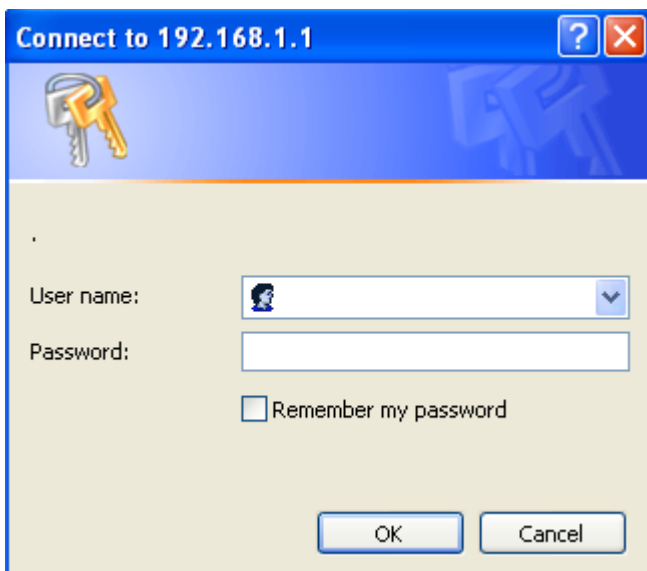 Connect to 192.168.1.1
.
User name:
Password:
Remember my password
OK Cancel